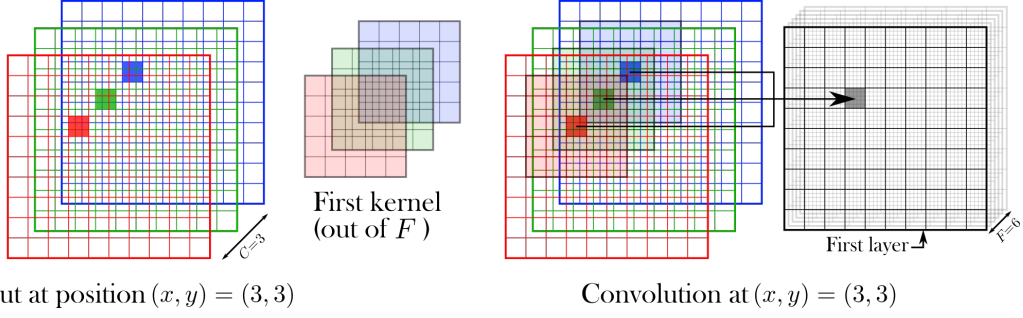 C=3
First kernel
(out of F )
First layer
F=6
ut at position (x, y) = (3, 3)
Convolution at (x, y) = (3, 3)